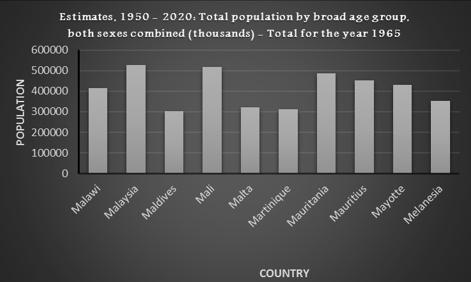 Estimates, 1950 - 2020: Total population by broad age group,
both sexes combined (thousands) - Total for the year 1965
POPULATION
600000
500000
400000
300000
200000
100000
0
Malawi
Malaysia
Maldives
Mali
Malta
Martinique
Mauritania
Mauritius
Mayotte
Melanesia
COUNTRY